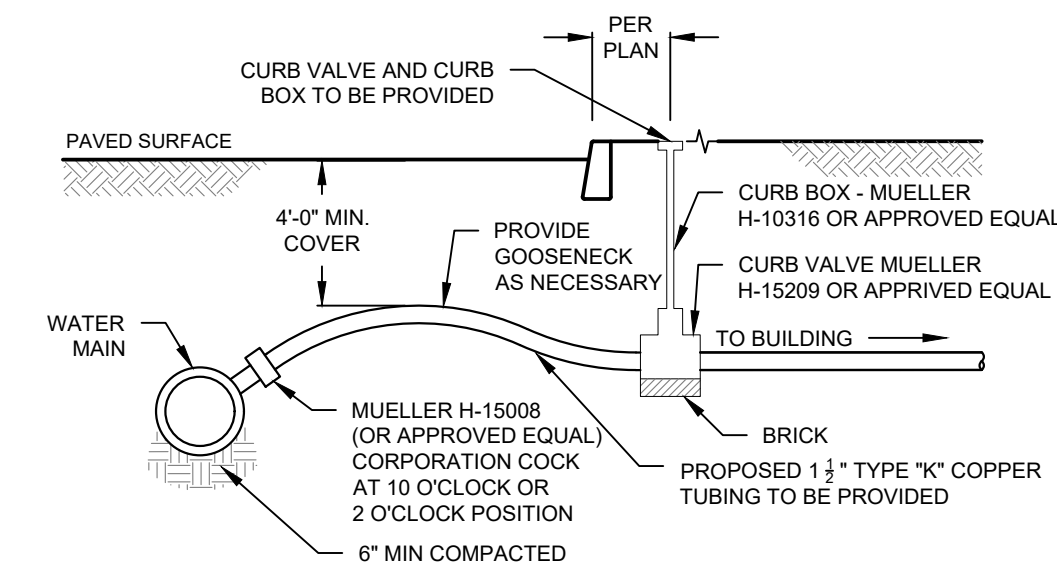 PER
PLAN
CURB VALVE AND CURB
BOX TO BE PROVIDED
PAVED SURFACE
4'-0" MIN.
COVER
PROVIDE
GOOSENECK
AS NECESSARY
CURB BOX - MUELLER
H-10316 OR APPROVED EQUAL
CURB VALVE MUELLER
H-15209 OR APPRIVED EQUAL
WATER
MAIN
TO BUILDING
MUELLER H-15008
(OR APPROVED EQUAL)
CORPORATION COCK
AT 10 O'CLOCK OR
2 O'CLOCK POSITION
BRICK
PROPOSED 1 1/2" TYPE "K" COPPER
TUBING TO BE PROVIDED
6" MIN COMPACTED